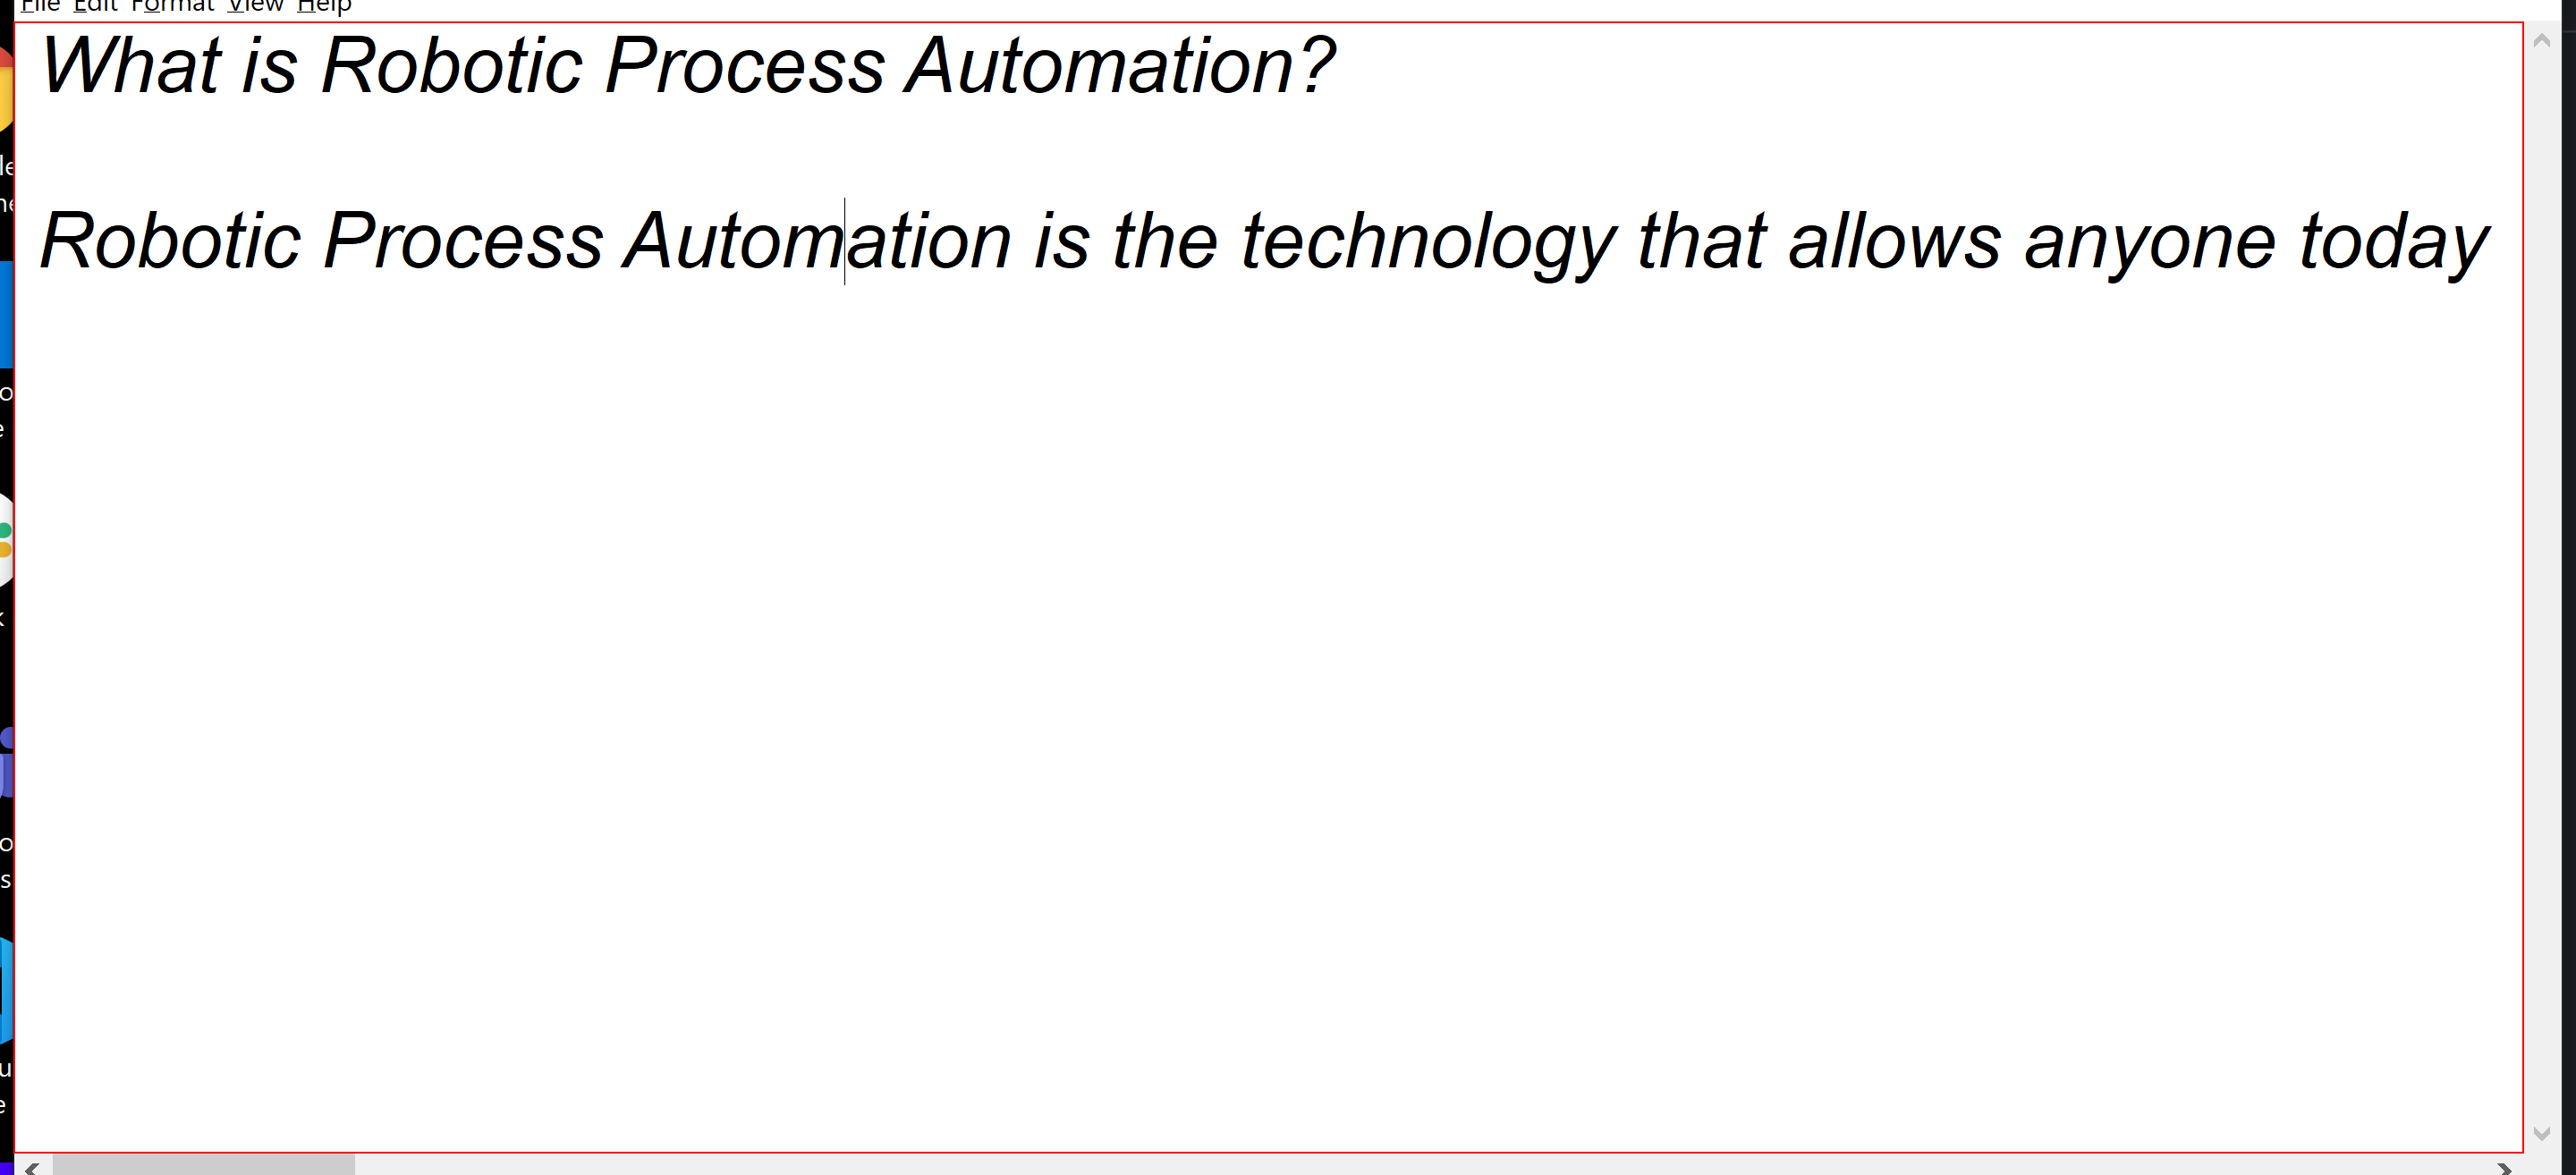 File Edit Format View Help
What is Robotic Process Automation?
Robotic Process Automation is the technology that allows anyone today